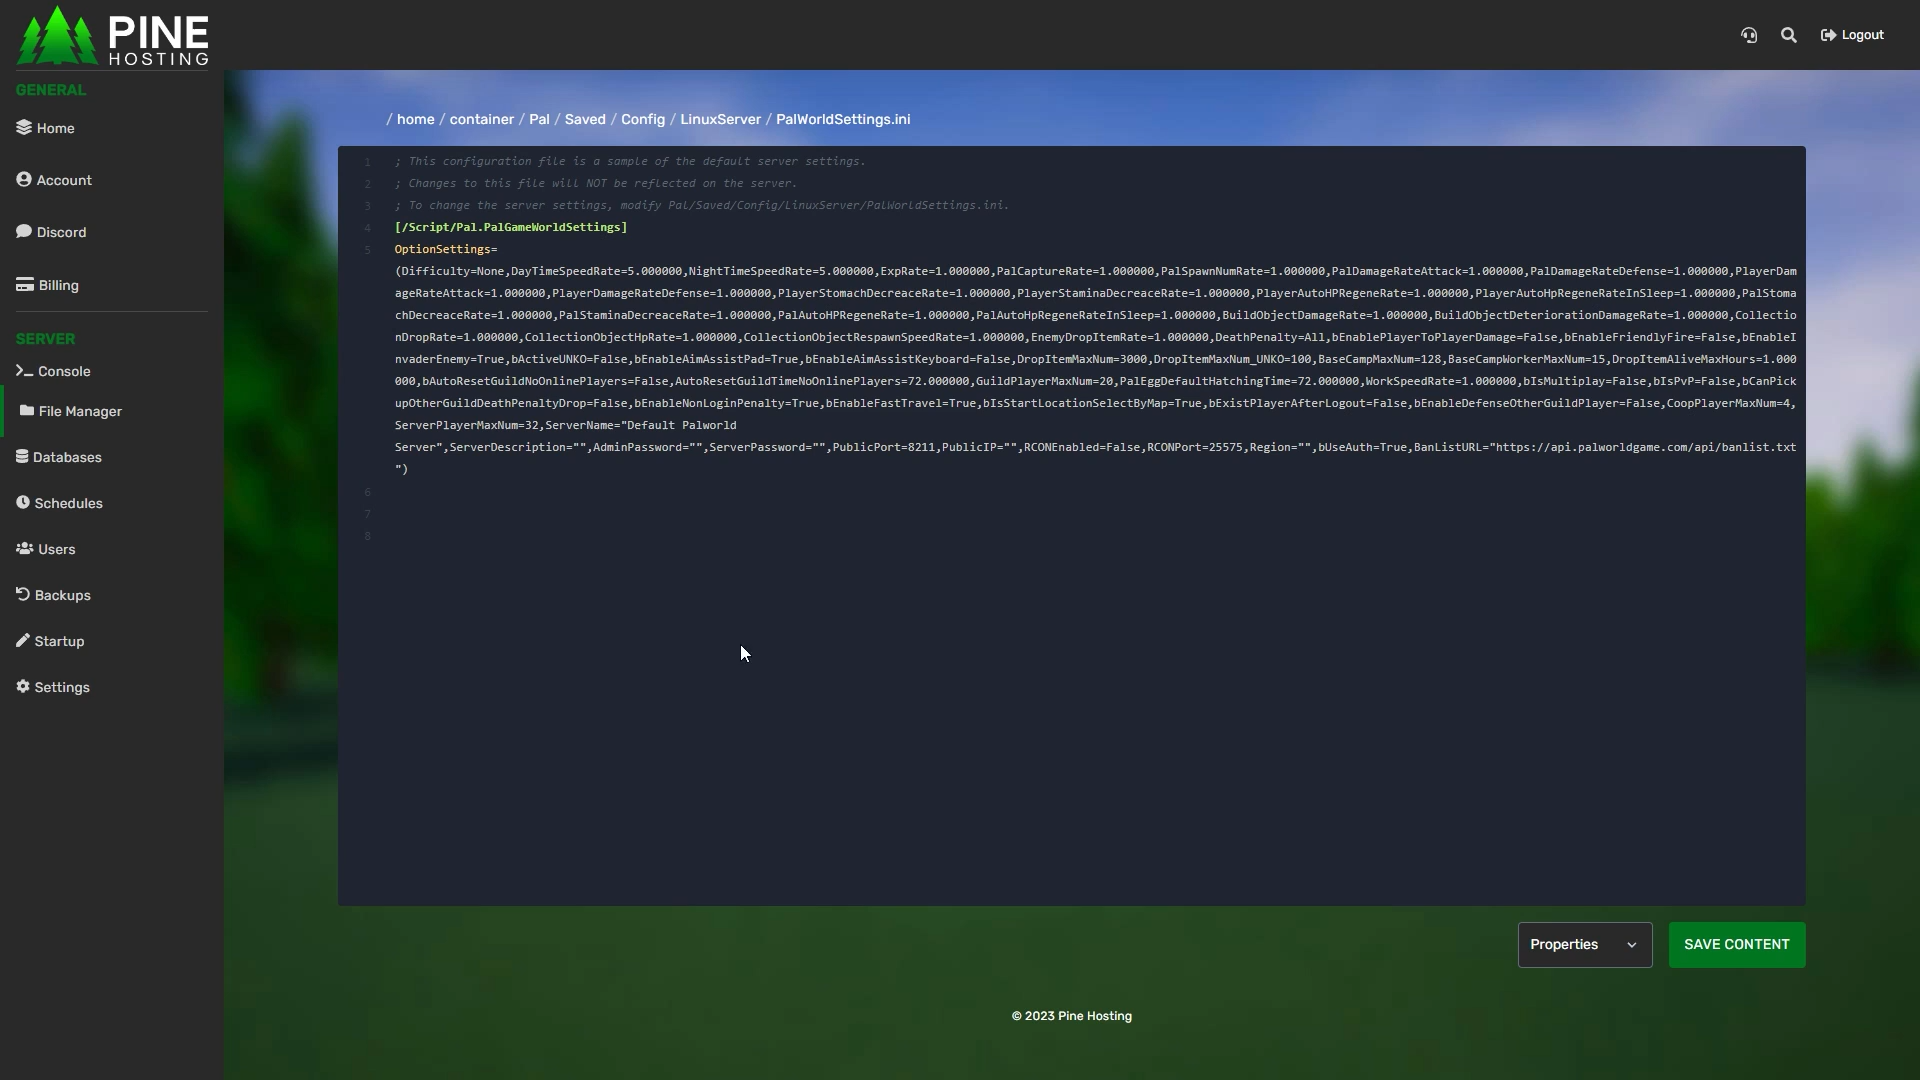 PINE
HOSTING
Logout
GENERAL
Home
Account
Discord
Billing
SERVER
Console
File Manager
Databases
Schedules
Users
Backups
Startup
Settings
/ home / container / Pal / Saved / Config / LinuxServer / PalWorldSettings.ini
1 ; This configuration file is a sample of the default server settings.
2 ; Changes to this file will NOT be reflected on the server.
3 ; To change the server settings, modify Pal/Saved/Config/LinuxServer/PalWorldSettings.ini.
4 [/Script/Pal.PalGameWorldSettings]
5 OptionSettings=
(Difficulty=None,DayTimeSpeedRate=5.000000,NightTimeSpeedRate=5.000000,ExpRate=1.000000,PalCaptureRate=1.000000,PalSpawnNumRate=1.000000,PalDamageRateAttack=1.000000,PalDamageRateDefense=1.000000,PlayerDam
ageRateAttack=1.000000,PlayerDamageRateDefense=1.000000,PlayerStomachDecreaceRate=1.000000,PlayerStaminaDecreaceRate=1.000000,PlayerAutoHPRegeneRate=1.000000,PlayerAutoHpRegeneRateInSleep=1.000000,PalStoma
chDecreaceRate=1.000000,PalStaminaDecreaceRate=1.000000,PalAutoHPRegeneRate=1.000000,PalAutoHpRegeneRateInSleep=1.000000,BuildObjectDamageRate=1.000000,BuildObjectDeteriorationDamageRate=1.000000,Collectio
nDropRate=1.000000,CollectionObjectHpRate=1.000000,CollectionObjectRespawnSpeedRate=1.000000,EnemyDropItemRate=1.000000,DeathPenalty=All,bEnablePlayerToPlayerDamage=False,bEnableFriendlyFire=False,bEnableI
nvaderEnemy=True,bActiveUNKO=False,bEnableAimAssistPad=True,bEnableAimAssistKeyboard=False,DropItemMaxNum=3000,DropItemMaxNum_UNKO=100,BaseCampMaxNum=128,BaseCampWorkerMaxNum=15,DropItemAliveMaxHours=1.000
000,bAutoResetGuildNoOnlinePlayers=False,AutoResetGuildTimeNoOnlinePlayers=72.000000,GuildPlayerMaxNum=20,PalEggDefaultHatchingTime=72.000000,WorkSpeedRate=1.000000,bIsMultiplay=False,bIsPvP=False,bCanPick
upOtherGuildDeathPenaltyDrop=False,bEnableNonLoginPenalty=True,bEnableFastTravel=True,bIsStartLocationSelectByMap=True,bExistPlayerAfterLogout=False,bEnableDefenseOtherGuildPlayer=False,CoopPlayerMaxNum=4,
ServerPlayerMaxNum=32,ServerName="Default Palworld
Server",ServerDescription="",AdminPassword="",ServerPassword="",PublicPort=8211,PublicIP="",RCONEnabled=False,RCONPort=25575,Region="",bUseAuth=True,BanListURL="https://api.palworldgame.com/api/banlist.txt
")
6
7
8
Properties
SAVE CONTENT
© 2023 Pine Hosting